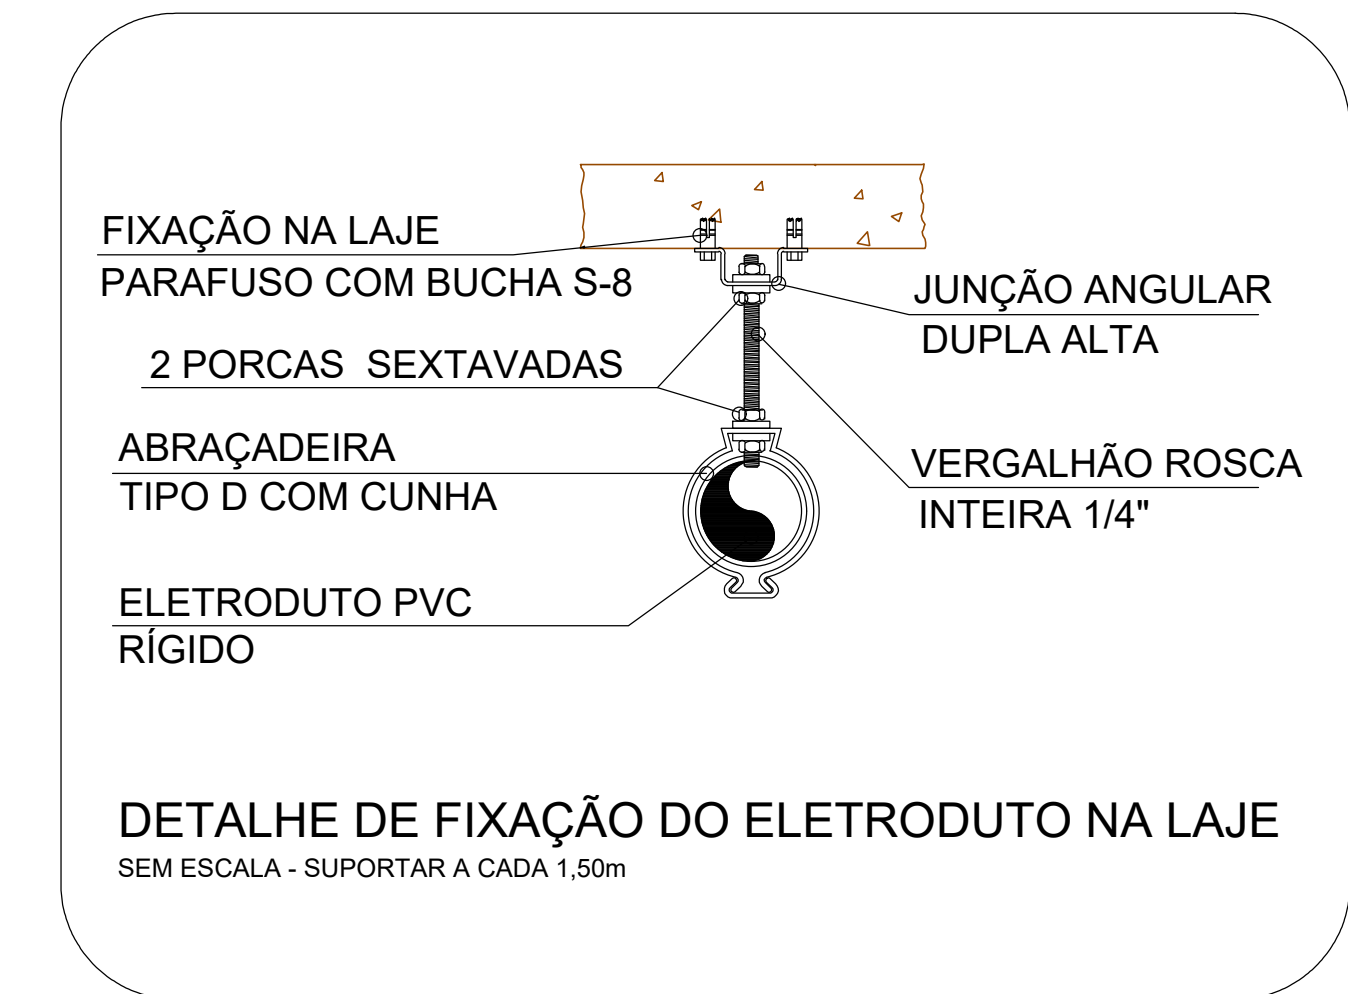 FIXAÇÃO NA LAJE
PARAFUSO COM BUCHA S-8
2 PORCAS  SEXTAVADAS
ABRAÇADEIRA
TIPO D COM CUNHA
ELETRODUTO PVC
RÍGIDO
JUNÇÃO ANGULAR
DUPLA ALTA
VERGALHÃO ROSCA
INTEIRA 1/4"
DETALHE DE FIXAÇÃO DO ELETRODUTO NA LAJE
SEM ESCALA - SUPORTAR A CADA 1,50m